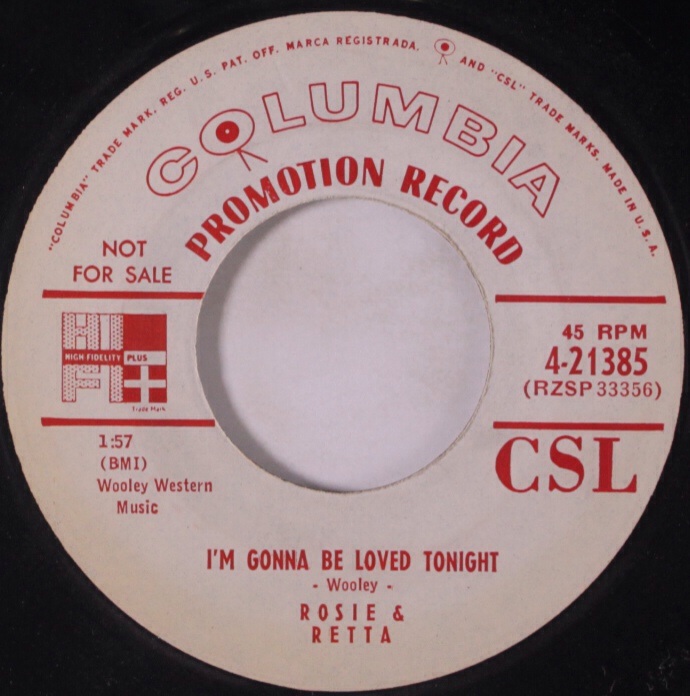 "COLUMBIA" TRADE MARK, REG. U.S. PAT. OFF. MARCA REGISTRADA. AND "CSL" TRADE MARKS. MADE IN U.S.A.
COLUMBIA
PROMOTION RECORD
NOT
FOR SALE
HI
HIGH FIDELITY PLUS
FI
Trade Mark
45 RPM
4-21385
(RZSP 33356)
1:57
(BMI)
Wooley Western
Music
CSL
I'M GONNA BE LOVED TONIGHT
- Wooley -
ROSIE &
RETTA